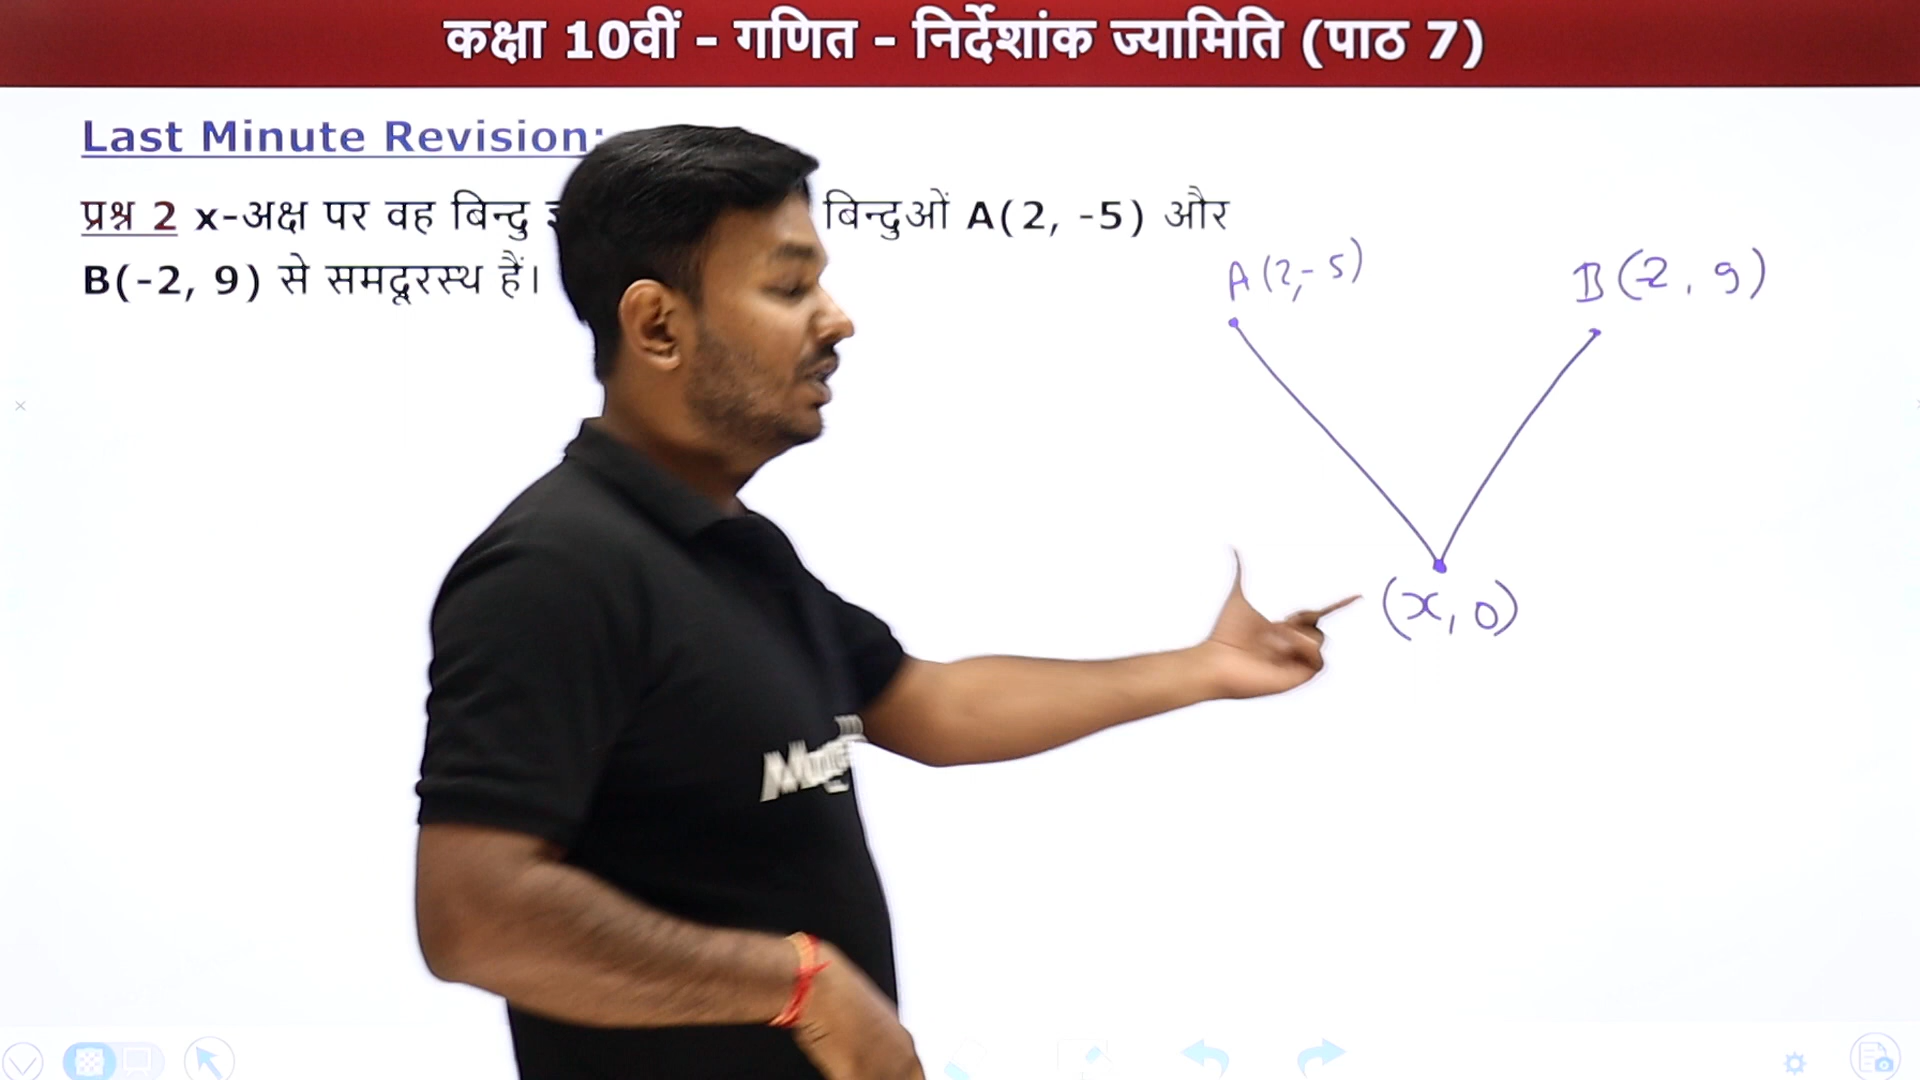 कक्षा 10वीं - गणित - निर्देशांक ज्यामिति (पाठ 7)
Last Minute Revision:
प्रश्न 2 x-अक्ष पर वह बिन्दु बिन्दुओं A(2, -5) और
B(-2, 9) से समदूरस्थ हैं।
A (2,-5)
B (-2, 9)
(x, 0)